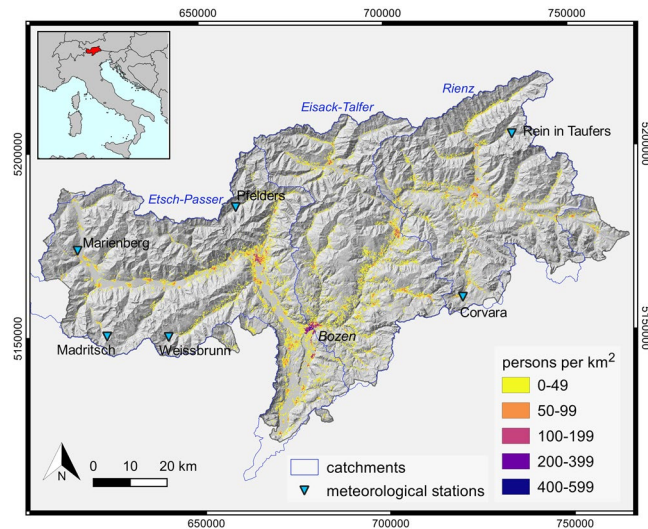 650000
700000
750000
Rienz
Eisack-Talfer
Rein in Taufers
5200000
5200000
Etsch-Passer
Pfelders
Marienberg
Corvara
5150000
5150000
Bozen
Madritsch
Weissbrunn
persons per km²
0-49
50-99
100-199
200-399
400-599
N
0 10 20 km
catchments
meteorological stations
650000
700000
750000